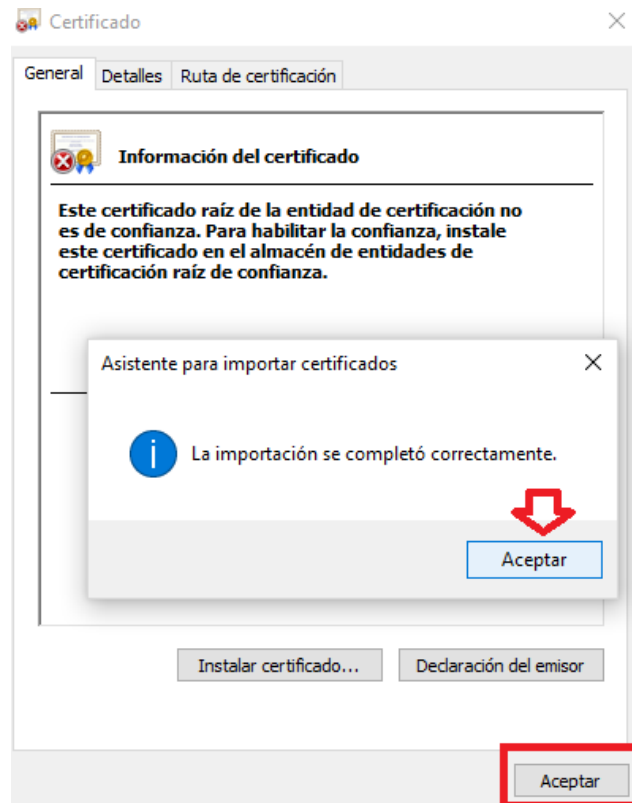 Certificado
General Detalles Ruta de certificación
Información del certificado
Este certificado raíz de la entidad de certificación no
es de confianza. Para habilitar la confianza, instale
este certificado en el almacén de entidades de
certificación raíz de confianza.
Asistente para importar certificados
La importación se completó correctamente.
Aceptar
Instalar certificado... Declaración del emisor
Aceptar